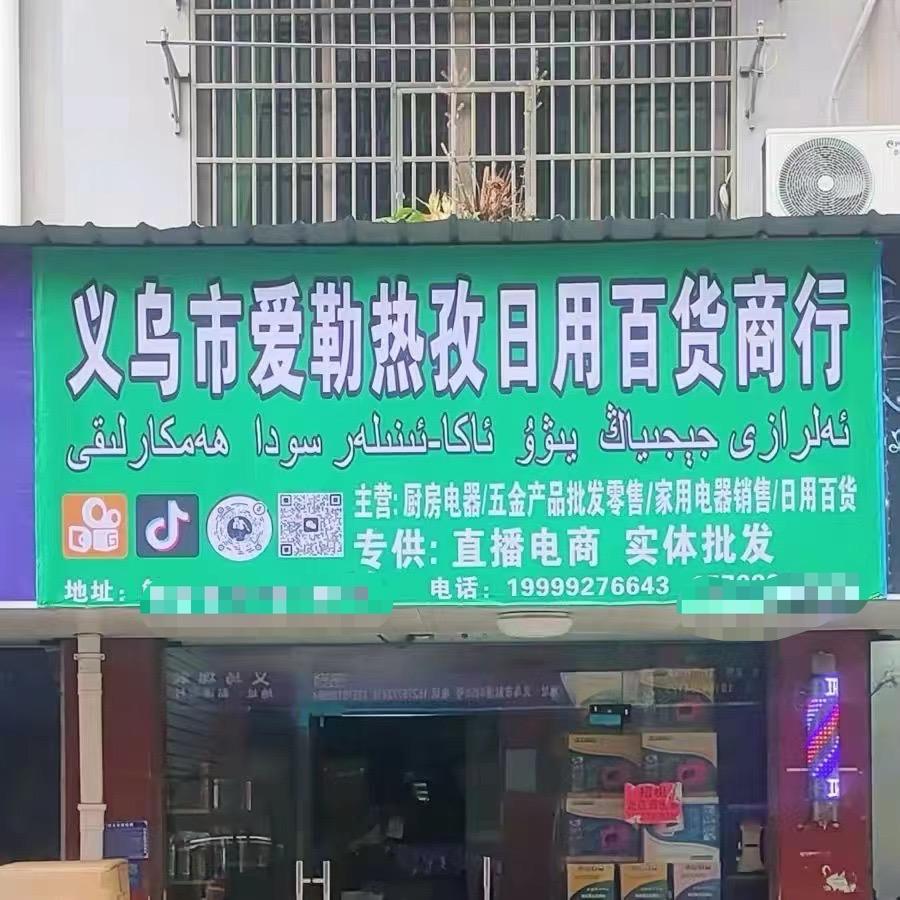 义乌市爱勒热孜日用百货商行
ئەلرازى جېجىياڭ يىۋۇ ئاكا-ئىنىلەر سودا ھەمكارلىقى
主营: 厨房电器/五金产品批发零售/家用电器销售/日用百货
专供: 直播电商 实体批发
地址:
电话: 19999276643